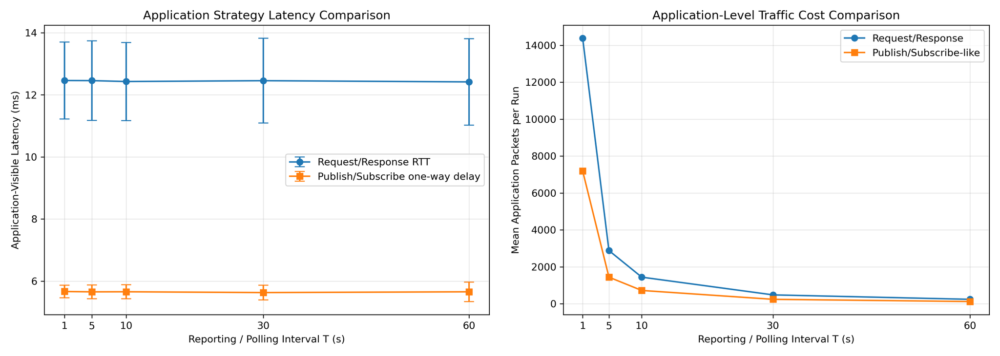 Application Strategy Latency Comparison
Application-Visible Latency (ms)
14
12
10
8
6
Request/Response RTT
Publish/Subscribe one-way delay
1 5 10 30 60
Reporting / Polling Interval T (s)
Application-Level Traffic Cost Comparison
Mean Application Packets per Run
14000
12000
10000
8000
6000
4000
2000
0
Request/Response
Publish/Subscribe-like
1 5 10 30 60
Reporting / Polling Interval T (s)